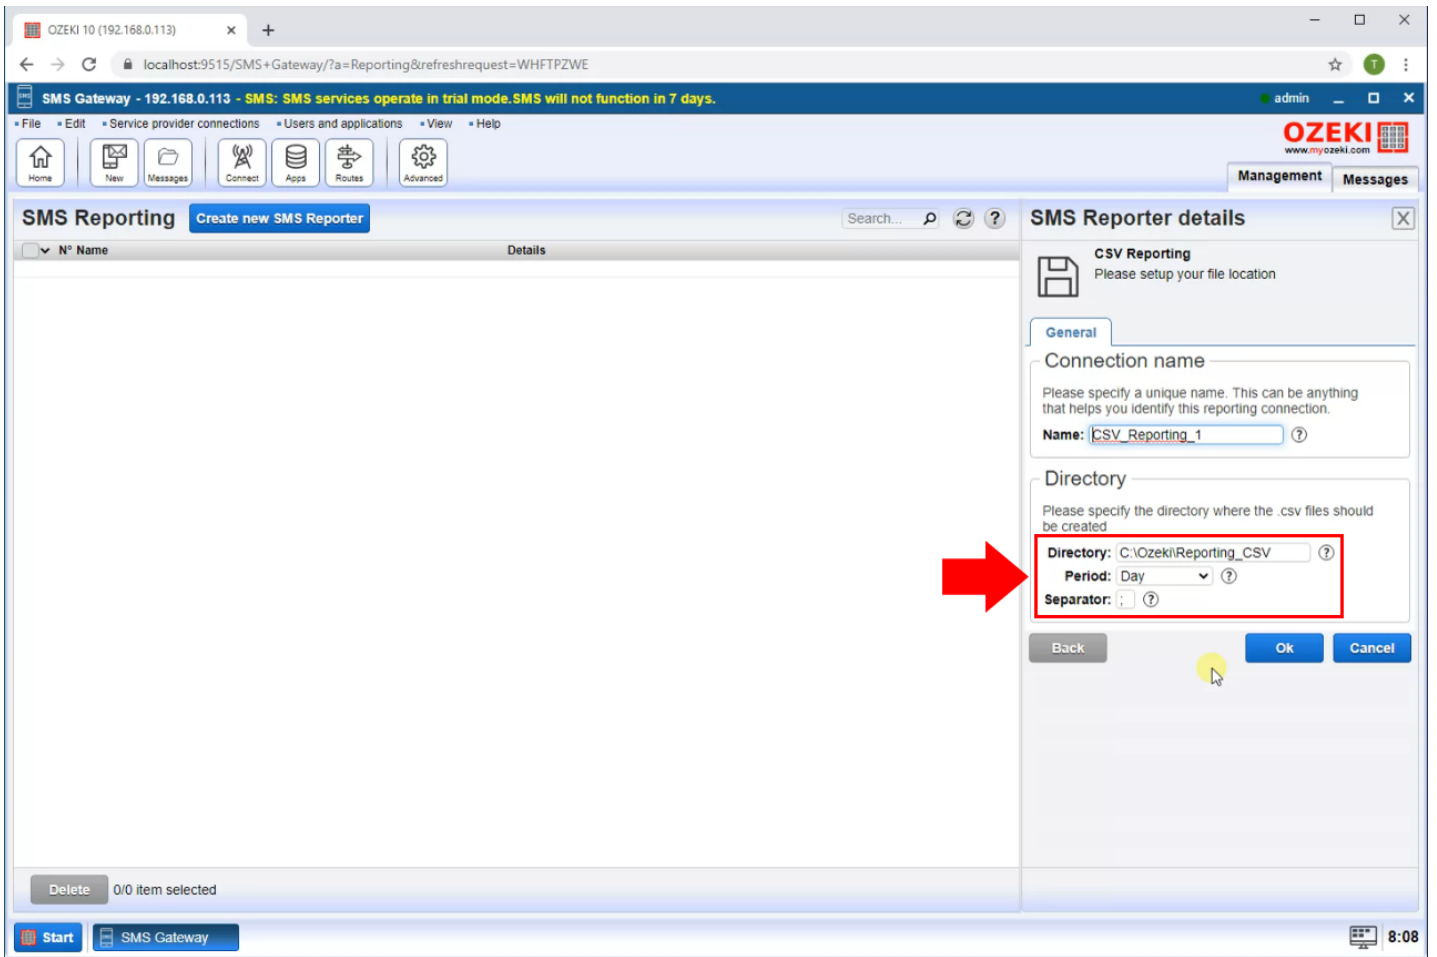 OZEKI 10 (192.168.0.113)
localhost:9515/SMS+Gateway/?a=Reporting&refreshrequest=WHFTPZWE
T
SMS
SMS Gateway - 192.168.0.113 - SMS: SMS services operate in trial mode.SMS will not function in 7 days.
admin
File Edit Service provider connections Users and applications View Help
OZEKI
www.myozeki.com
Home New Messages Connect Apps Routes Advanced
Management Messages
SMS Reporting Create new SMS Reporter Search... ?
N° Name Details
SMS Reporter details X
CSV Reporting
Please setup your file location
General
Connection name
Please specify a unique name. This can be anything
that helps you identify this reporting connection.
Name: CSV_Reporting_1 ?
Directory
Please specify the directory where the .csv files should
be created
Directory: C:\Ozeki\Reporting_CSV ?
Period: Day ?
Separator: ; ?
Back Ok Cancel
Delete 0/0 item selected
Start SMS Gateway 8:08